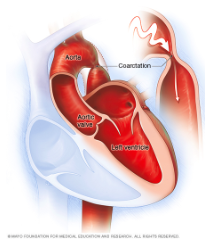 Aorta
Coarctation
Aortic
valve
Left ventricle
© MAYO FOUNDATION FOR MEDICAL EDUCATION AND RESEARCH. ALL RIGHTS RESERVED.